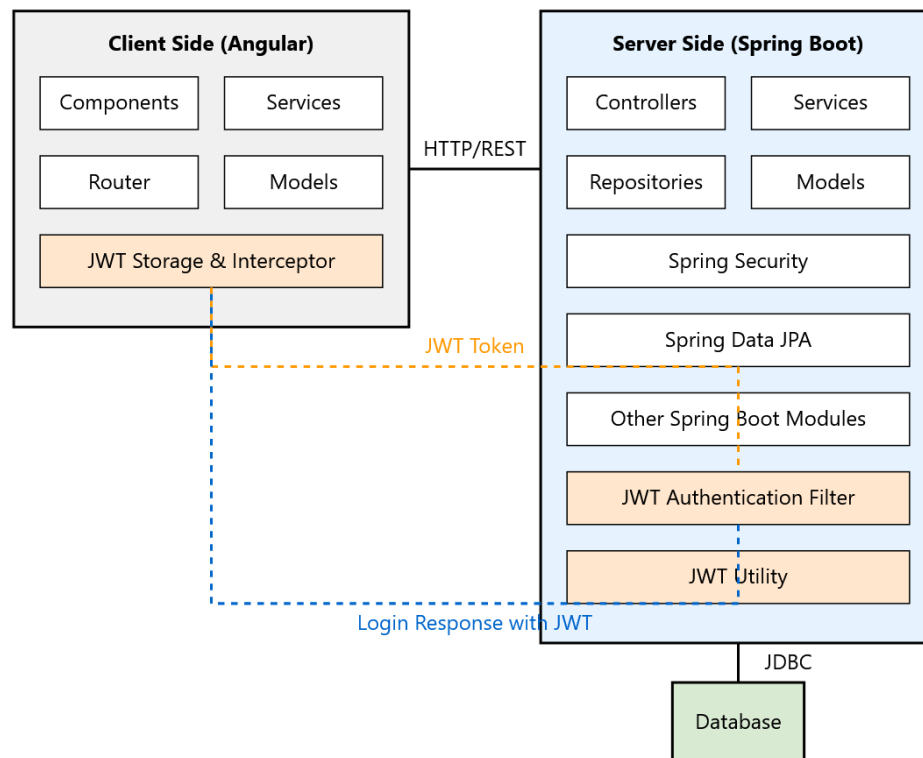 Client Side (Angular)
Components
Services
Router
Models
JWT Storage & Interceptor
HTTP/REST
Server Side (Spring Boot)
Controllers
Services
Repositories
Models
Spring Security
Spring Data JPA
Other Spring Boot Modules
JWT Authentication Filter
JWT Utility
JWT Token
Login Response with JWT
JDBC
Database